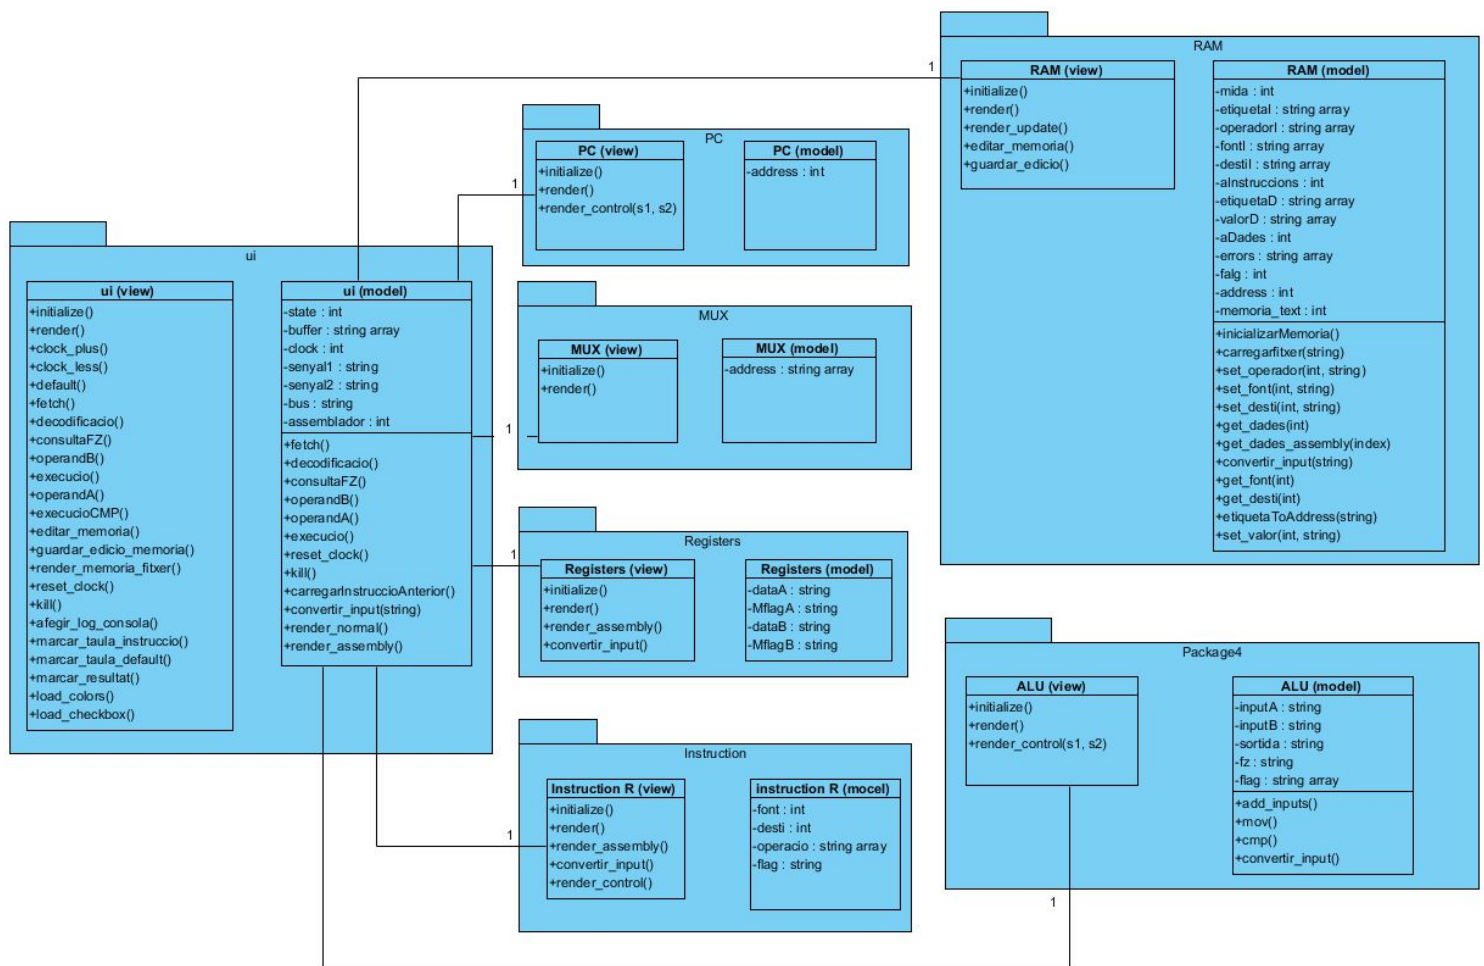 ui
ui (view)
+initialize()
+render()
+clock_plus()
+clock_less()
+default()
+fetch()
+decodificacio()
+consultaFZ()
+operandB()
+execucio()
+operandA()
+execucioCMP()
+editar_memoria()
+guardar_edicio_memoria()
+render_memoria_fitxer()
+reset_clock()
+kill()
+afegir_log_consola()
+marcar_taula_instruccio()
+marcar_taula_default()
+marcar_resultat()
+load_colors()
+load_checkbox()
ui (model)
-state : int
-buffer : string array
-clock : int
-senyal1 : string
-senyal2 : string
-bus : string
-assemblador : int
+fetch()
+decodificacio()
+consultaFZ()
+operandB()
+operandA()
+execucio()
+reset_clock()
+kill()
+carregarInstruccioAnterior()
+convertir_input(string)
+render_normal()
+render_assembly()
1
PC
PC (view)
+initialize()
+render()
+render_control(s1, s2)
PC (model)
-address : int
1
MUX
MUX (view)
+initialize()
+render()
MUX (model)
-address : string array
1
Registers
Registers (view)
+initialize()
+render()
+render_assembly()
+convertir_input()
Registers (model)
-dataA : string
-MflagA : string
-dataB : string
-MflagB : string
1
Instruction
Instruction R (view)
+initialize()
+render()
+render_assembly()
+convertir_input()
+render_control()
instruction R (mocel)
-font : int
-desti : int
-operacio : string array
-flag : string
1
RAM
RAM (view)
+initialize()
+render()
+render_update()
+editar_memoria()
+guardar_edicio()
RAM (model)
-mida : int
-etiquetaI : string array
-operadorI : string array
-fontI : string array
-destiI : string array
-aInstruccions : int
-etiquetaD : string array
-valorD : string array
-aDades : int
-errors : string array
-falg : int
-address : int
-memoria_text : int
+inicializarMemoria()
+carregarfitxer(string)
+set_operador(int, string)
+set_font(int, string)
+set_desti(int, string)
+get_dades(int)
+get_dades_assembly(index)
+convertir_input(string)
+get_font(int)
+get_desti(int)
+etiquetaToAddress(string)
+set_valor(int, string)
Package4
ALU (view)
+initialize()
+render()
+render_control(s1, s2)
ALU (model)
-inputA : string
-inputB : string
-sortida : string
-fz : string
-flag : string array
+add_inputs()
+mov()
+cmp()
+convertir_input()
1